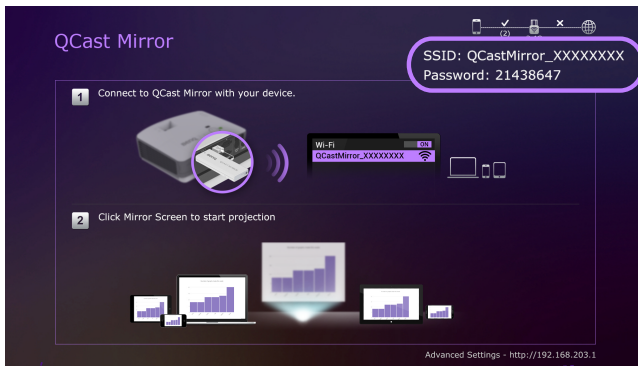 QCast Mirror
(2)
SSID: QCastMirror_XXXXXXXX
Password: 21438647
1 Connect to QCast Mirror with your device.
Wi-Fi ON
QCastMirror_XXXXXXXX
2 Click Mirror Screen to start projection
Advanced Settings - http://192.168.203.1